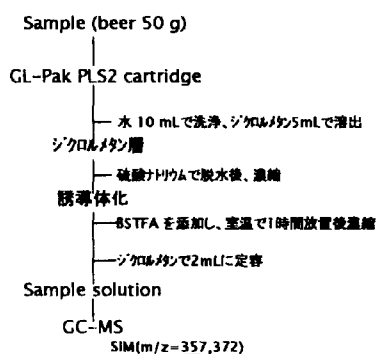 Sample (beer 50 g)
GL-Pak PLS2 cartridge
水 10 mLで洗浄、ジクロルメタン5mLで溶出
ジクロルメタン層
硫酸ナトリウムで脱水後、濃縮
誘導体化
BSTFA を添加し、室温で1時間放置後濃縮
ジクロルメタンで2mLに定容
Sample solution
GC-MS
SIM(m/z=357,372)